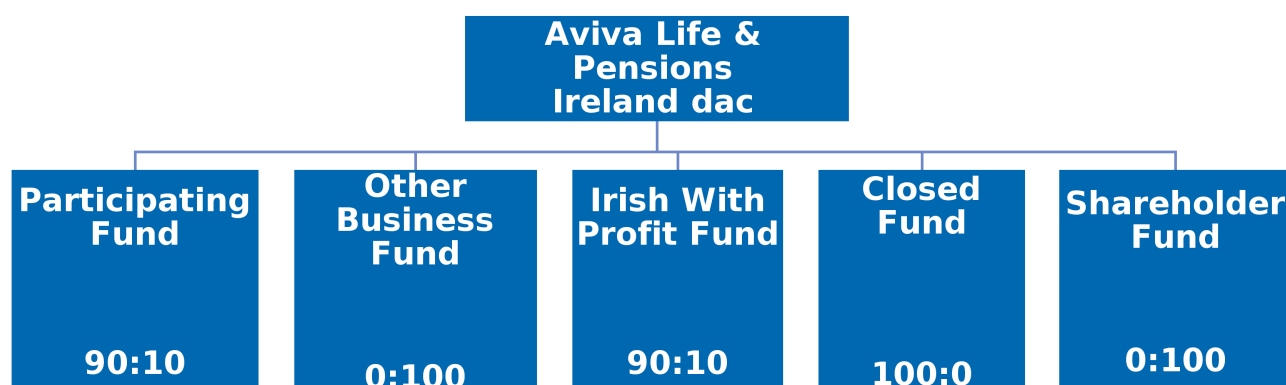 Aviva Life &
Pensions
Ireland dac
Participating
Fund
90:10
Other
Business
Fund
0:100
Irish With
Profit Fund
90:10
Closed
Fund
100:0
Shareholder
Fund
0:100